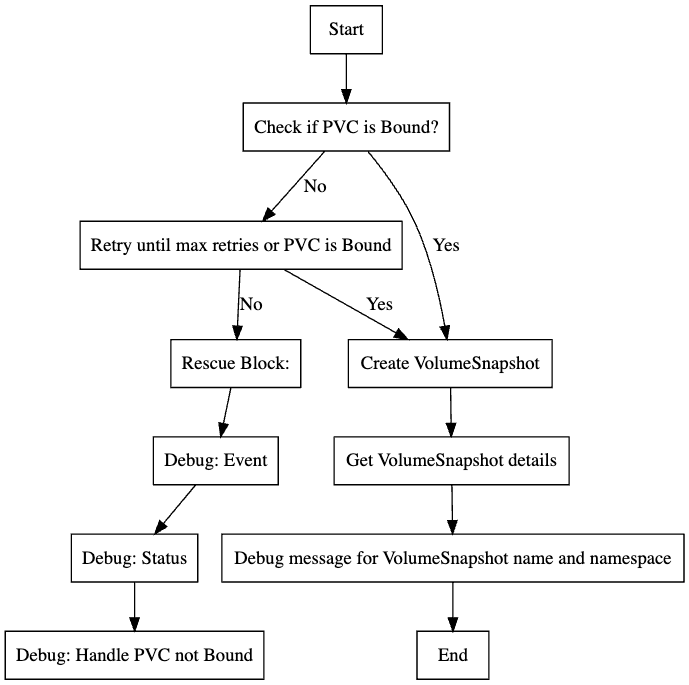 Start
Check if PVC is Bound?
No
Yes
Retry until max retries or PVC is Bound
No
Yes
Rescue Block:
Create VolumeSnapshot
Debug: Event
Get VolumeSnapshot details
Debug: Status
Debug message for VolumeSnapshot name and namespace
Debug: Handle PVC not Bound
End